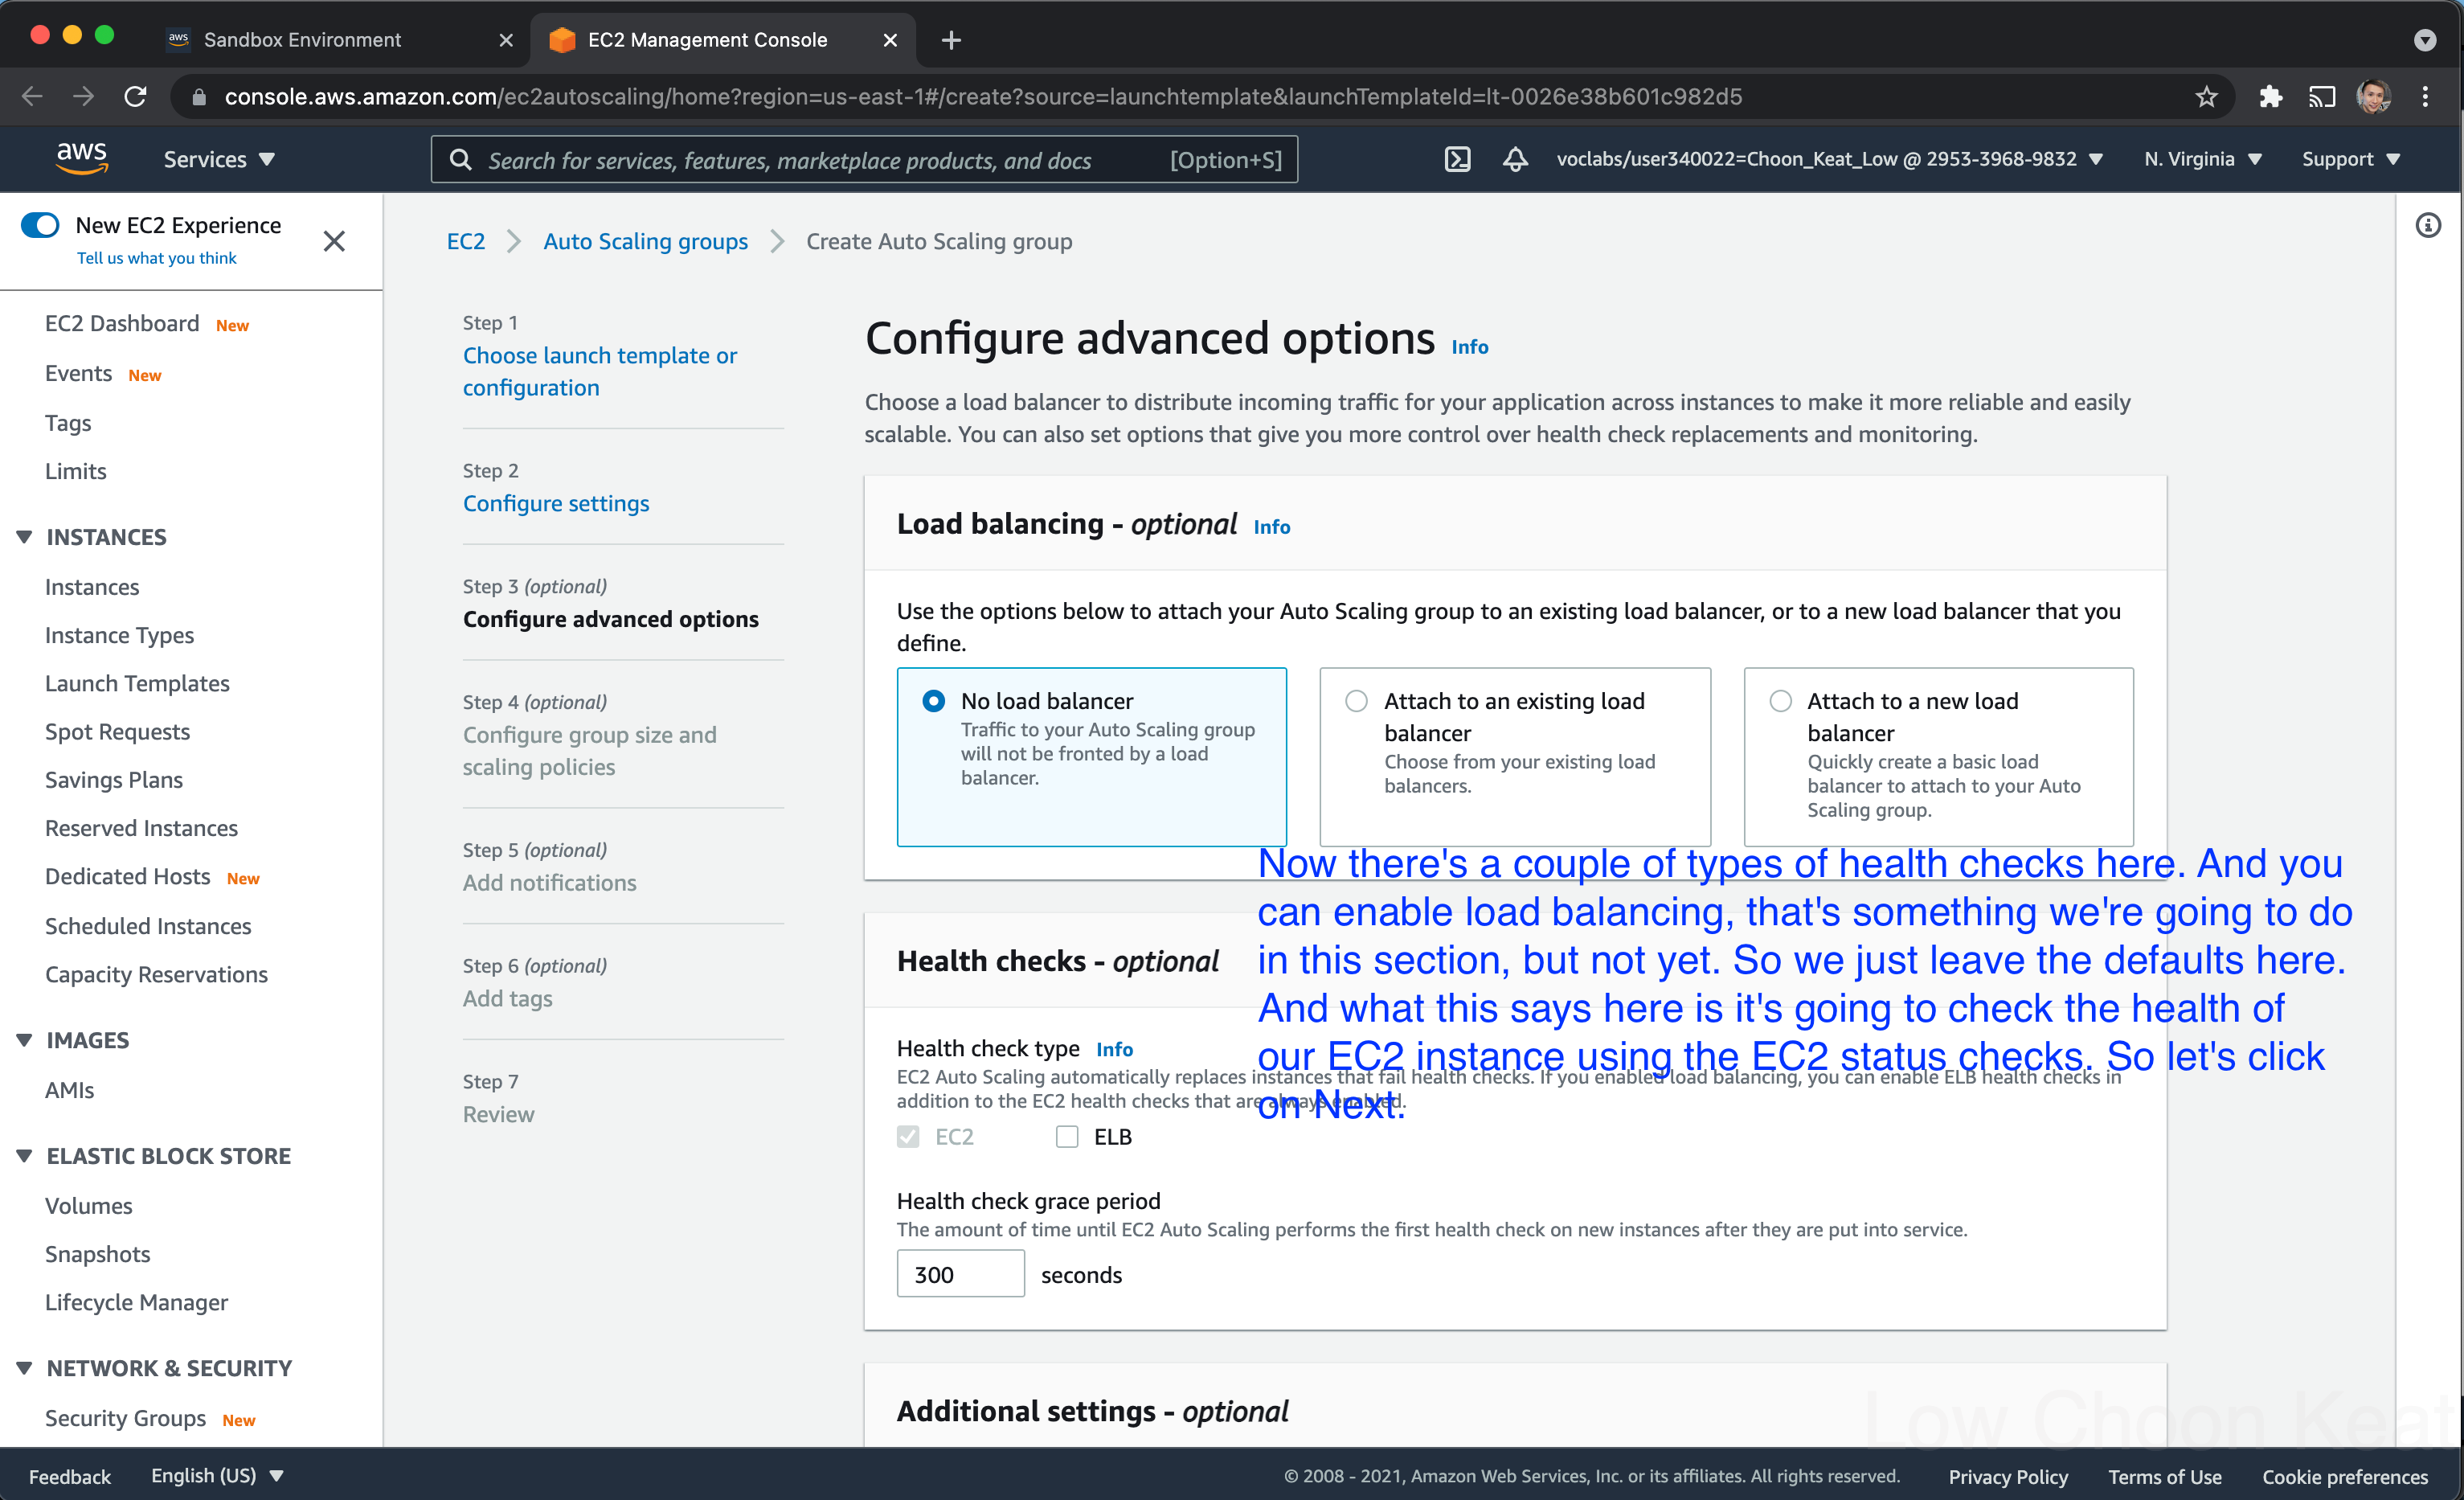 Sandbox Environment
EC2 Management Console
console.aws.amazon.com/ec2autoscaling/home?region=us-east-1#/create?source=launchtemplate&launchTemplateId=lt-0026e38b601c982d5
aws
Services
Search for services, features, marketplace products, and docs [Option+S]
voclabs/user340022=Choon_Keat_Low @ 2953-3968-9832
N. Virginia
Support
New EC2 Experience
Tell us what you think
EC2 Dashboard New
Events New
Tags
Limits
INSTANCES
Instances
Instance Types
Launch Templates
Spot Requests
Savings Plans
Reserved Instances
Dedicated Hosts New
Scheduled Instances
Capacity Reservations
IMAGES
AMIs
ELASTIC BLOCK STORE
Volumes
Snapshots
Lifecycle Manager
NETWORK & SECURITY
Security Groups New
EC2 > Auto Scaling groups > Create Auto Scaling group
Step 1
Choose launch template or
configuration
Step 2
Configure settings
Step 3 (optional)
Configure advanced options
Step 4 (optional)
Configure group size and
scaling policies
Step 5 (optional)
Add notifications
Step 6 (optional)
Add tags
Step 7
Review
Configure advanced options Info
Choose a load balancer to distribute incoming traffic for your application across instances to make it more reliable and easily
scalable. You can also set options that give you more control over health check replacements and monitoring.
Load balancing - optional Info
Use the options below to attach your Auto Scaling group to an existing load balancer, or to a new load balancer that you
define.
No load balancer
Traffic to your Auto Scaling group
will not be fronted by a load
balancer.
Attach to an existing load
balancer
Choose from your existing load
balancers.
Attach to a new load
balancer
Quickly create a basic load
balancer to attach to your Auto
Scaling group.
Now there's a couple of types of health checks here. And you
can enable load balancing, that's something we're going to do
in this section, but not yet. So we just leave the defaults here.
And what this says here is it's going to check the health of
our EC2 instance using the EC2 status checks. So let's click
on Next.
Health checks - optional
Health check type Info
EC2 Auto Scaling automatically replaces instances that fail health checks. If you enabled load balancing, you can enable ELB health checks in
addition to the EC2 health checks that are always enabled.
EC2
ELB
Health check grace period
The amount of time until EC2 Auto Scaling performs the first health check on new instances after they are put into service.
300 seconds
Additional settings - optional
Low Choon Keat
Feedback
English (US)
© 2008 - 2021, Amazon Web Services, Inc. or its affiliates. All rights reserved.
Privacy Policy
Terms of Use
Cookie preferences